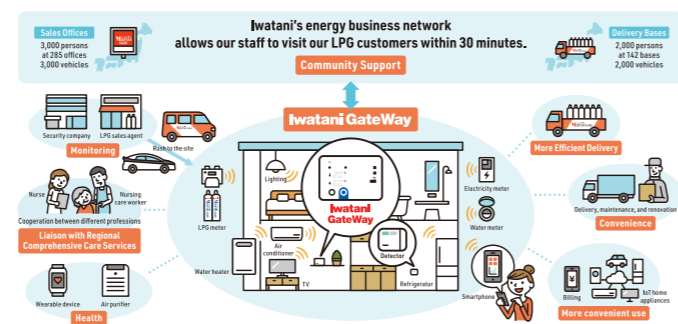 Iwatani's energy business network
allows our staff to visit our LPG customers within 30 minutes.
Community Support
Sales Offices
3,000 persons
at 285 offices
3,000 vehicles
Delivery Bases
2,000 persons
at 142 bases
2,000 vehicles
Iwatani GateWay
Security company
LPG sales agent
Rush to the site
Monitoring
Nurse
Nursing
care worker
Cooperation between different professions
Liaison with Regional
Comprehensive Care Services
Wearable device
Air purifier
Health
LPG meter
Water heater
Lighting
Air
conditioner
TV
Iwatani
GateWay
Detector
Refrigerator
Electricity meter
Water meter
Smartphone
More Efficient Delivery
Delivery, maintenance, and renovation
Convenience
Billing
IoT home
appliances
More convenient use